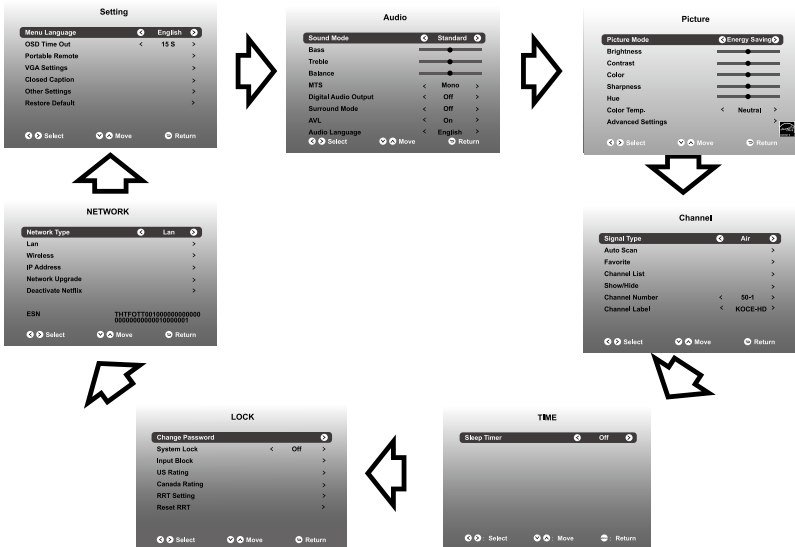 Setting
Menu Language < English >
OSD Time Out < 15 S >
Portable Remote >
VGA Settings >
Closed Caption >
Other Settings >
Restore Default >
Select Move Return
Audio
Sound Mode < Standard >
Bass
Treble
Balance
MTS < Mono >
Digital Audio Output < Off >
Surround Mode < Off >
AVL < On >
Audio Language < English >
Select Move Return
Picture
Picture Mode < Energy Saving >
Brightness
Contrast
Color
Sharpness
Hue
Color Temp. < Neutral >
Advanced Settings >
Select Move Return
NETWORK
Network Type < Lan >
Lan >
Wireless >
IP Address >
Network Upgrade >
Deactivate Netflix >
ESN THTFOTT001000000000000
00000000000010000001
Select Move Return
Channel
Signal Type < Air >
Auto Scan >
Favorite >
Channel List >
Show/Hide >
Channel Number < 50-1 >
Channel Label < KOCE-HD >
Select Move Return
LOCK
Change Password >
System Lock < Off >
Input Block >
US Rating >
Canada Rating >
RRT Setting >
Reset RRT >
Select Move Return
TIME
Sleep Timer < Off >
: Select : Move : Return